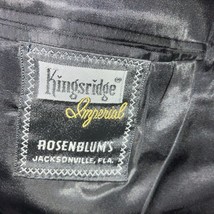 Kingsridge
Imperial
ROSENBLUM'S
JACKSONVILLE, FLA.